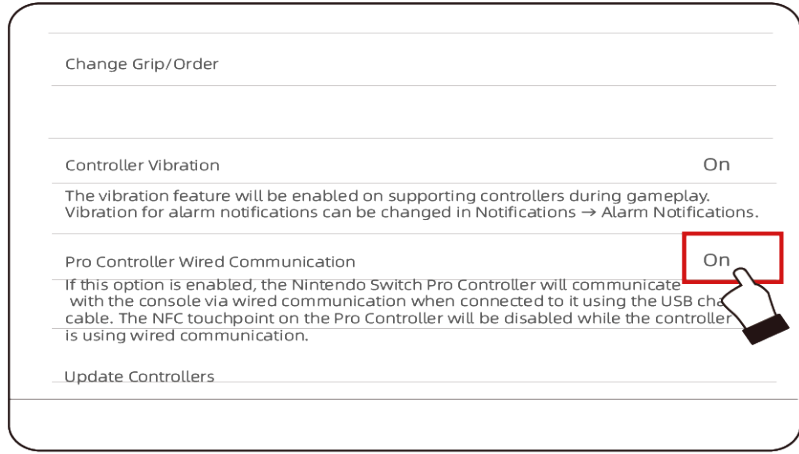 Change Grip/Order
Controller Vibration On
The vibration feature will be enabled on supporting controllers during gameplay.
Vibration for alarm notifications can be changed in Notifications → Alarm Notifications.
Pro Controller Wired Communication On
If this option is enabled, the Nintendo Switch Pro Controller will communicate
with the console via wired communication when connected to it using the USB
cable. The NFC touchpoint on the Pro Controller will be disabled while the controller
is using wired communication.
Update Controllers